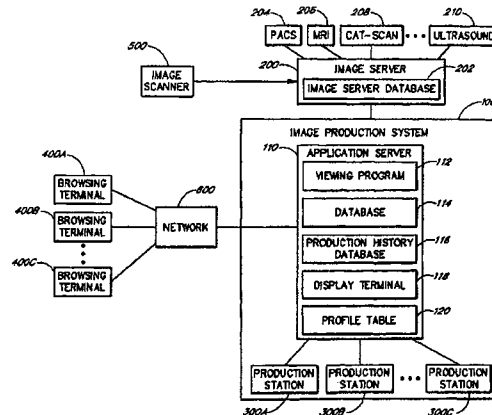 204 205 208 210
PACS MRI CAT-SCAN ULTRASOUND
500 200 202
IMAGE SCANNER
IMAGE SERVER
IMAGE SERVER DATABASE
100
IMAGE PRODUCTION SYSTEM
110
APPLICATION SERVER
VIEWING PROGRAM 112
DATABASE 114
PRODUCTION HISTORY DATABASE 116
DISPLAY TERMINAL 118
PROFILE TABLE 120
400A
BROWSING TERMINAL
400B
BROWSING TERMINAL
400C
BROWSING TERMINAL
600
NETWORK
PRODUCTION STATION
PRODUCTION STATION
PRODUCTION STATION
300A 300B 300C